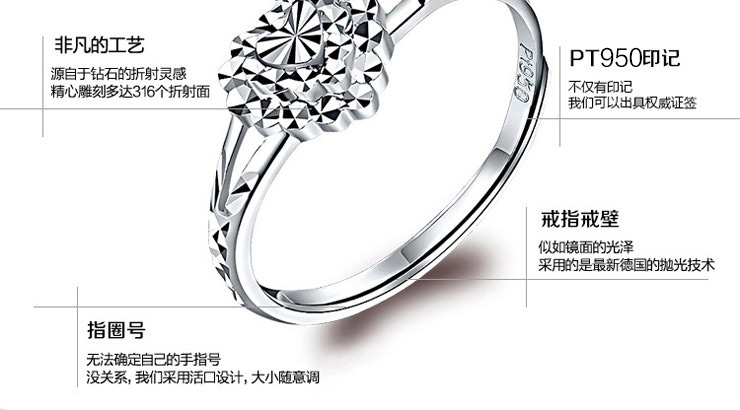 非凡的工艺
源自于钻石的折射灵感
精心雕刻多达316个折射面
PT950印记
不仅有印记
我们可以出具权威证签
Pt950
戒指戒壁
似如镜面的光泽
采用的是最新德国的抛光技术
指圈号
无法确定自己的手指号
没关系，我们采用活口设计，大小随意调